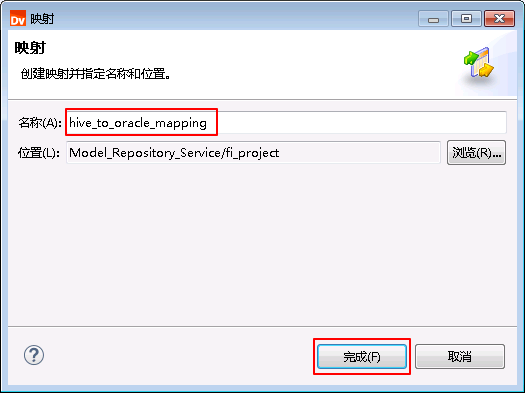 Dv 映射
映射
创建映射并指定名称和位置。
名称(A): hive_to_oracle_mapping
位置(L): Model_Repository_Service/fi_project 浏览(R)...
? 完成(F) 取消